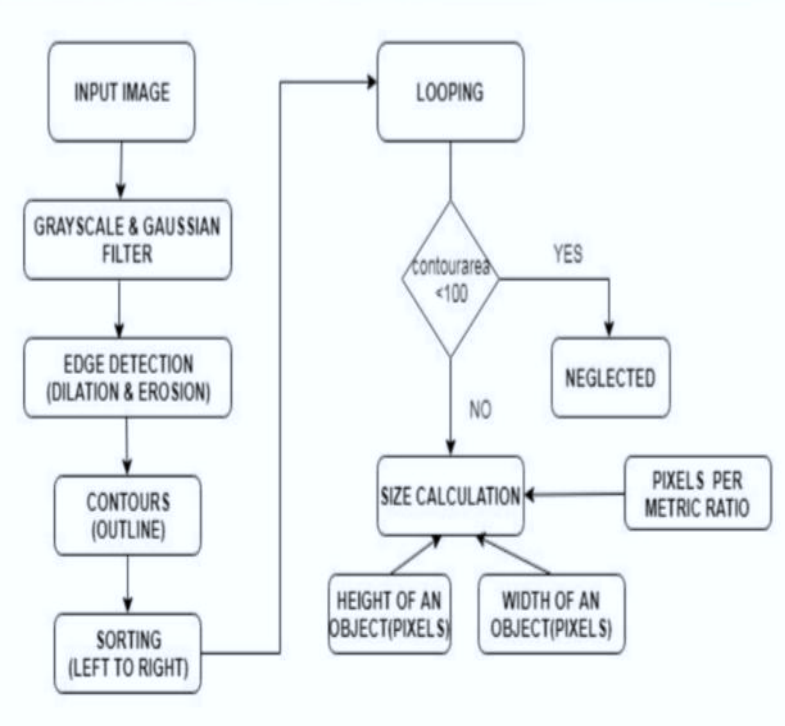 INPUT IMAGE
GRAYSCALE & GAUSSIAN
FILTER
EDGE DETECTION
(DILATION & EROSION)
CONTOURS
(OUTLINE)
SORTING
(LEFT TO RIGHT)
LOOPING
contourarea
<100
YES
NEGLECTED
NO
SIZE CALCULATION
PIXELS PER
METRIC RATIO
HEIGHT OF AN
OBJECT(PIXELS)
WIDTH OF AN
OBJECT(PIXELS)